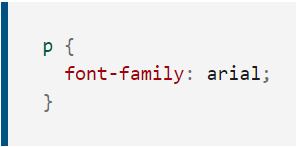 p {
  font-family: arial;
}